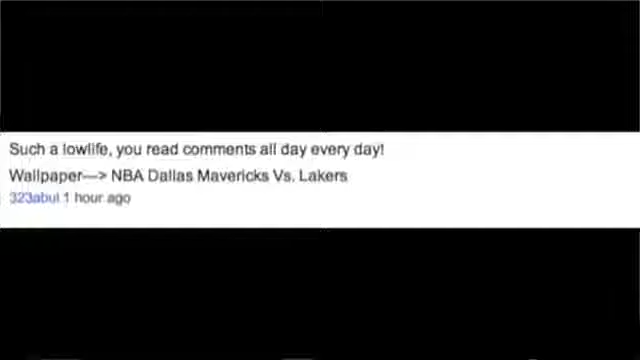 Such a lowlife, you read comments all day every day!
Wallpaper—> NBA Dallas Mavericks Vs. Lakers
323abul 1 hour ago